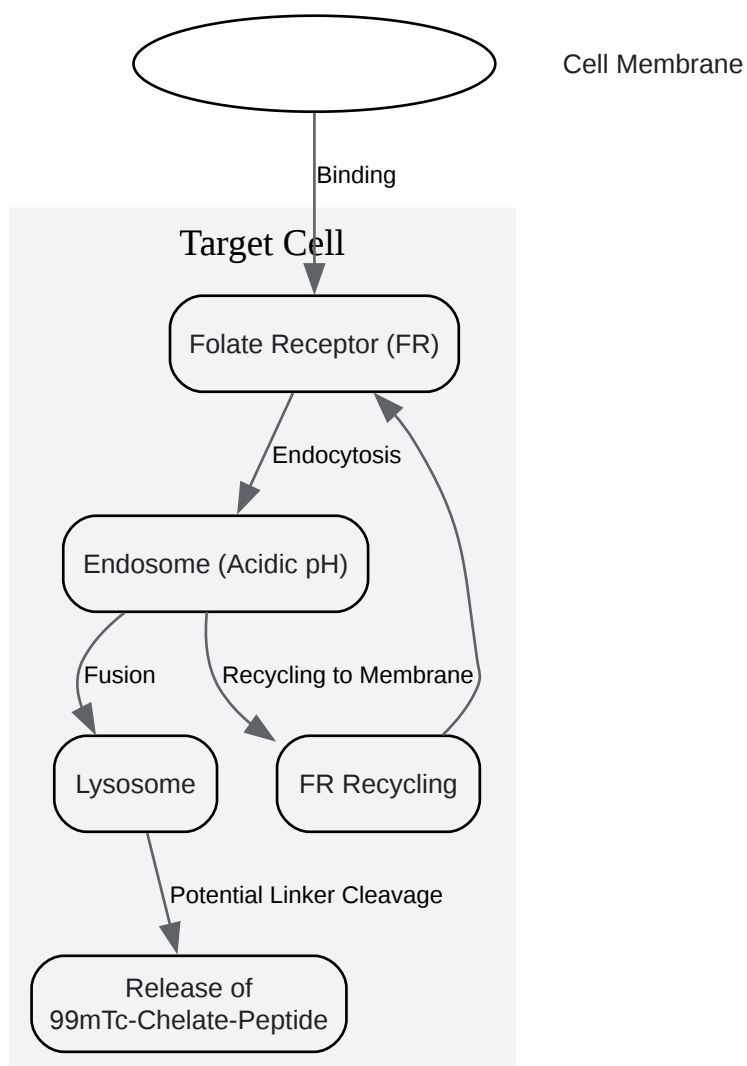 Cell Membrane
Binding
Target Cell
Folate Receptor (FR)
Endocytosis
Endosome (Acidic pH)
Fusion
Recycling to Membrane
Lysosome
FR Recycling
Potential Linker Cleavage
Release of
99mTc-Chelate-Peptide